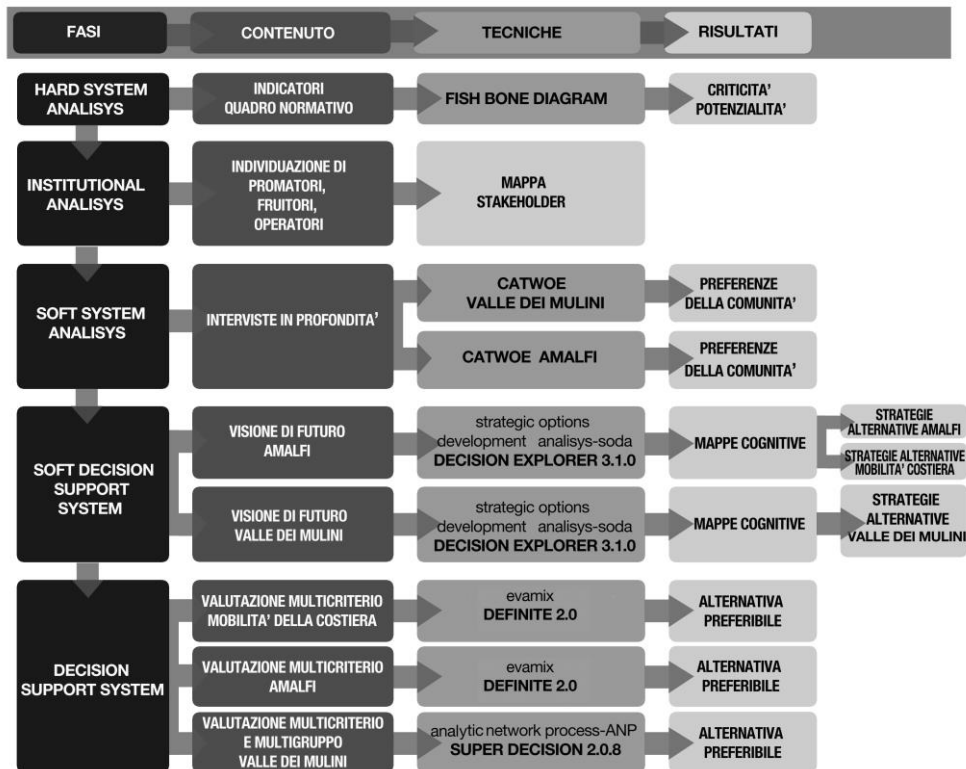 FASI
CONTENUTO
TECNICHE
RISULTATI
HARD SYSTEM
ANALISYS
INDICATORI
QUADRO NORMATIVO
FISH BONE DIAGRAM
CRITICITA'
POTENZIALITA'
INSTITUTIONAL
ANALISYS
INDIVIDUAZIONE DI
PROMATORI,
FRUITORI,
OPERATORI
MAPPA
STAKEHOLDER
SOFT SYSTEM
ANALISYS
INTERVISTE IN PROFONDITA'
CATWOE
VALLE DEI MULINI
PREFERENZE
DELLA COMUNITA'
CATWOE AMALFI
PREFERENZE
DELLA COMUNITA'
SOFT DECISION
SUPPORT
SYSTEM
VISIONE DI FUTURO
AMALFI
strategic options
development analisys-soda
DECISION EXPLORER 3.1.0
MAPPE COGNITIVE
STRATEGIE
ALTERNATIVE AMALFI
STRATEGIE ALTERNATIVE
MOBILITA' COSTIERA
VISIONE DI FUTURO
VALLE DEI MULINI
strategic options
development analisys-soda
DECISION EXPLORER 3.1.0
MAPPE COGNITIVE
STRATEGIE
ALTERNATIVE
VALLE DEI MULINI
DECISION
SUPPORT SYSTEM
VALUTAZIONE MULTICRITERIO
MOBILITA' DELLA COSTIERA
evamix
DEFINITE 2.0
ALTERNATIVA
PREFERIBILE
VALUTAZIONE MULTICRITERIO
AMALFI
evamix
DEFINITE 2.0
ALTERNATIVA
PREFERIBILE
VALUTAZIONE MULTICRITERIO
E MULTIGRUPPO
VALLE DEI MULINI
analytic network process-ANP
SUPER DECISION 2.0.8
ALTERNATIVA
PREFERIBILE